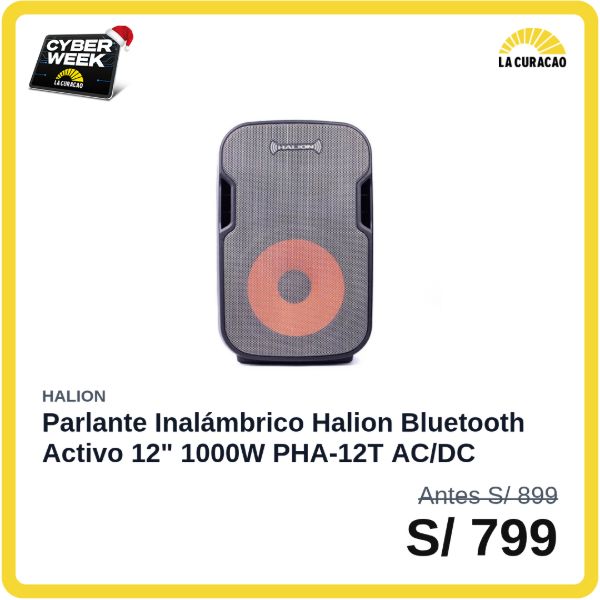 CYBER
WEEK
LA CURACAO
LA CURACAO
HALION
HALION
Parlante Inalámbrico Halion Bluetooth
Activo 12" 1000W PHA-12T AC/DC
Antes S/ 899
S/ 799